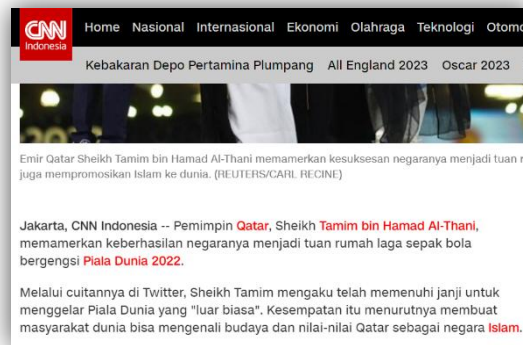 CNN
Indonesia
Home Nasional Internasional Ekonomi Olahraga Teknologi
Kebakaran Depo Pertamina Plumpang All England 2023 Oscar 2023
Emir Qatar Sheikh Tamim bin Hamad Al-Thani memamerkan kesuksesan negaranya menjadi tuan
juga mempromosikan Islam ke dunia. (REUTERS/CARL RECINE)
Jakarta, CNN Indonesia -- Pemimpin Qatar, Sheikh Tamim bin Hamad Al-Thani,
memamerkan keberhasilan negaranya menjadi tuan rumah laga sepak bola
bergengsi Piala Dunia 2022.
Melalui cuitannya di Twitter, Sheikh Tamim mengaku telah memenuhi janji untuk
menggelar Piala Dunia yang "luar biasa". Kesempatan itu menurutnya membuat
masyarakat dunia bisa mengenali budaya dan nilai-nilai Qatar sebagai negara Islam.